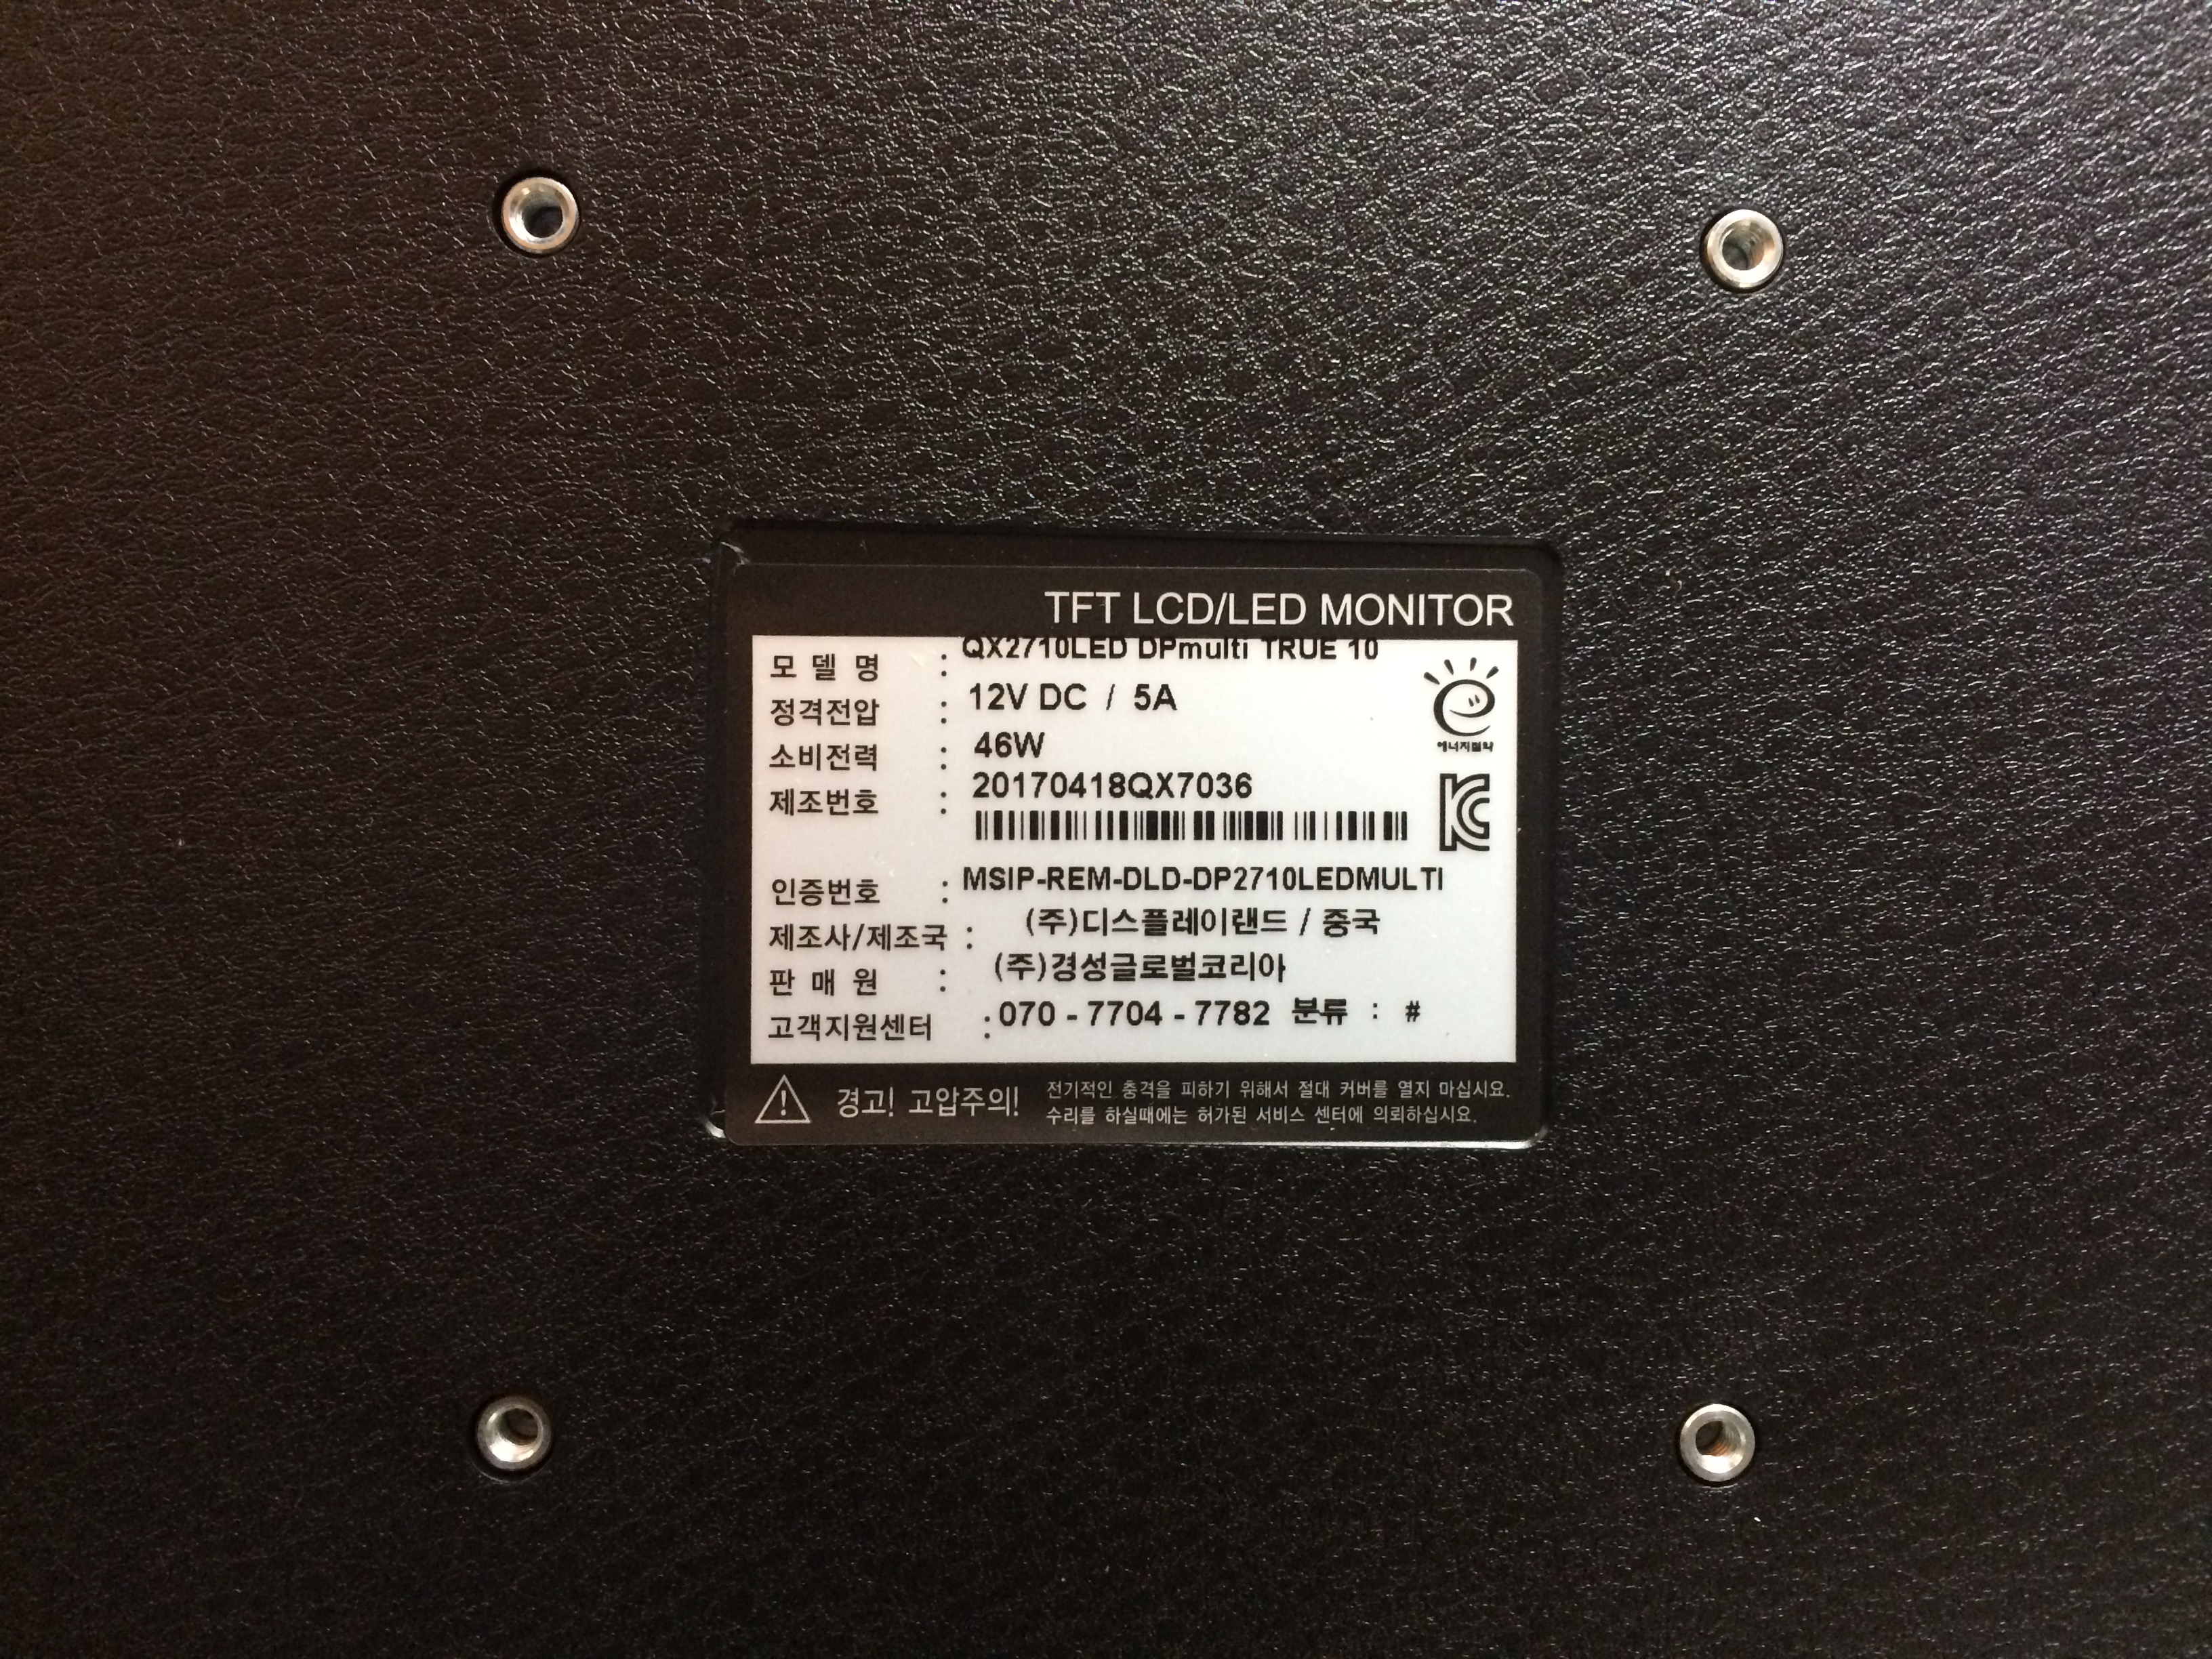 TFT LCD/LED MONITOR
모 델 명 : QX2710LED DPmulti TRUE 10
정격전압 : 12V DC / 5A
소비전력 : 46W
제조번호 : 20170418QX7036
인증번호 : MSIP-REM-DLD-DP2710LEDMULTI
제조사/제조국 : (주)디스플레이랜드 / 중국
판 매 원 : (주)경성글로벌코리아
고객지원센터 : 070 - 7704 - 7782 분류 : #
에너지절약
경고! 고압주의!
전기적인 충격을 피하기 위해서 절대 커버를 열지 마십시요.
수리를 하실때에는 허가된 서비스 센터에 의뢰하십시요.